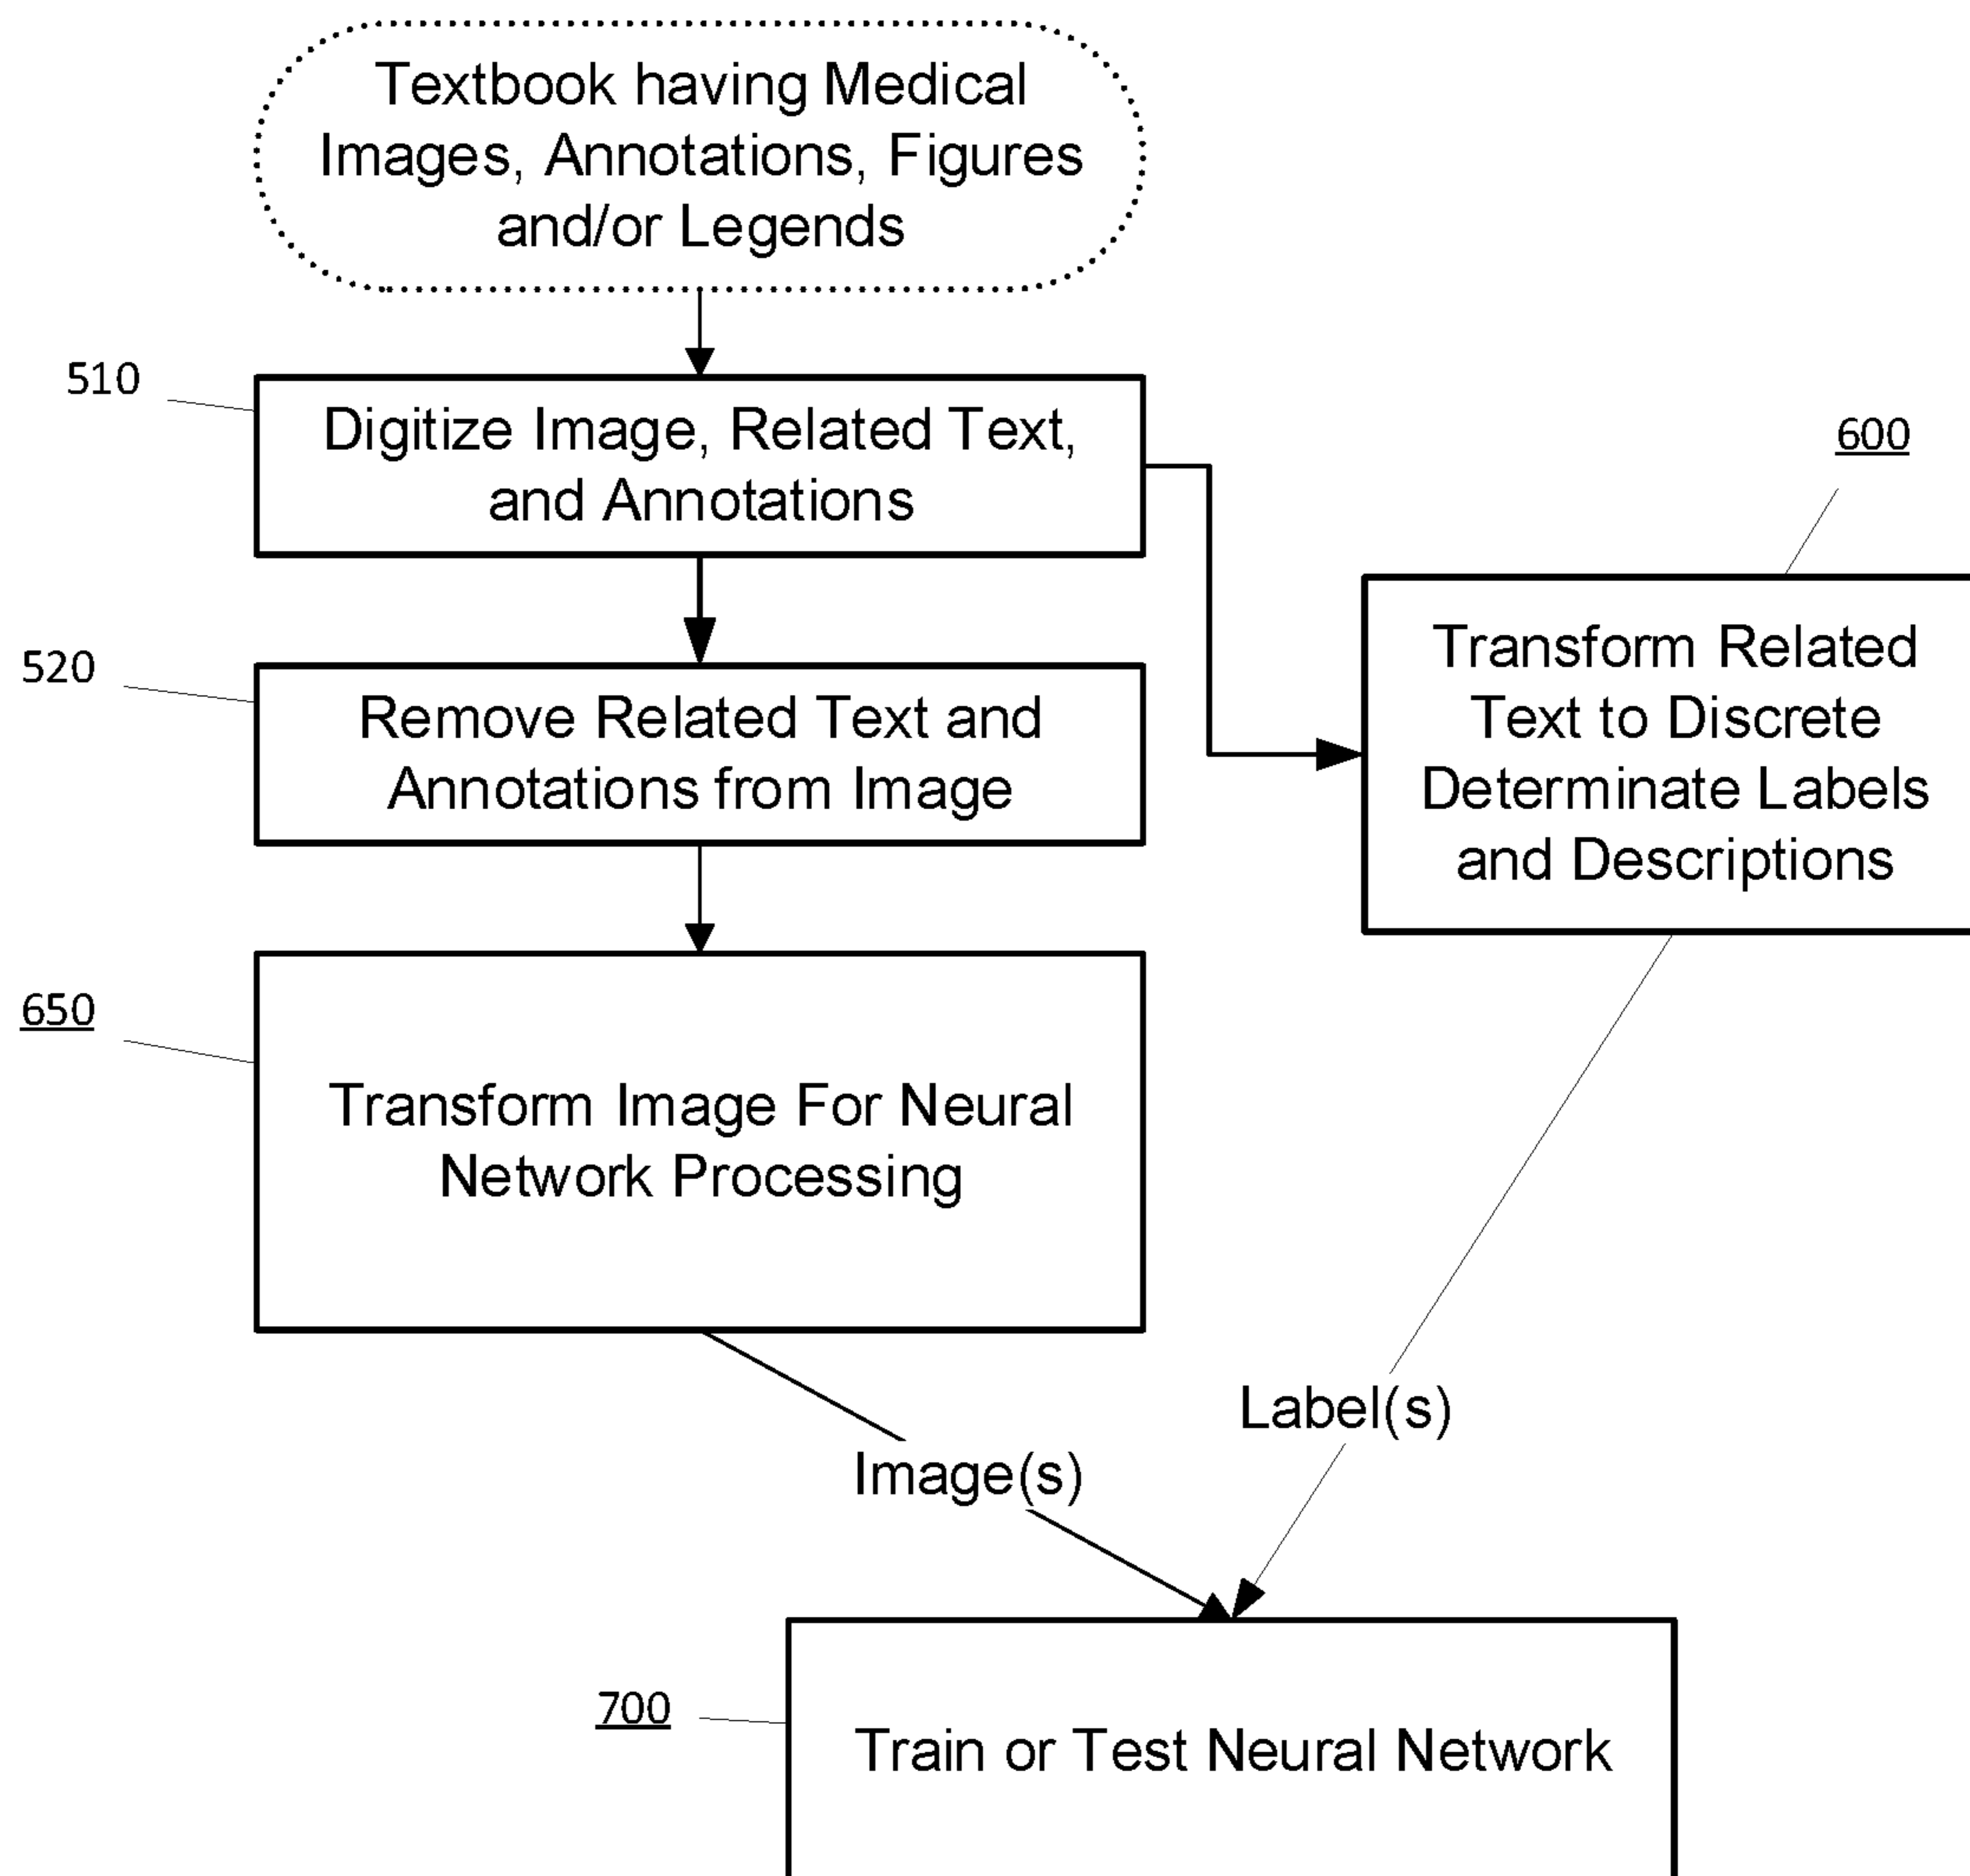 Textbook having Medical
Images, Annotations, Figures
and/or Legends
510
Digitize Image, Related Text,
and Annotations
600
Transform Related
Text to Discrete
Determinate Labels
and Descriptions
520
Remove Related Text and
Annotations from Image
650
Transform Image For Neural
Network Processing
Label(s)
Image(s)
700
Train or Test Neural Network